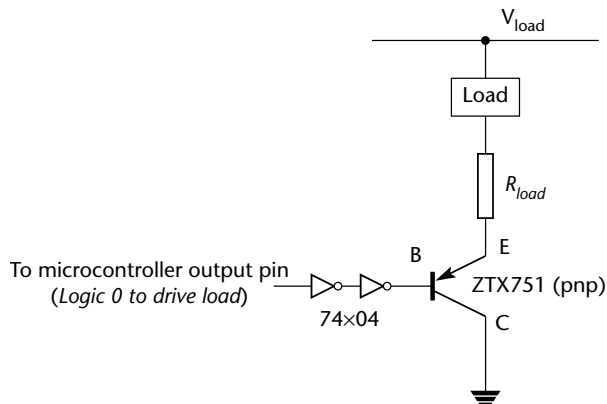 V_load
Load
R_load
B
E
To microcontroller output pin
(Logic 0 to drive load)
ZTX751 (pnp)
74×04
C